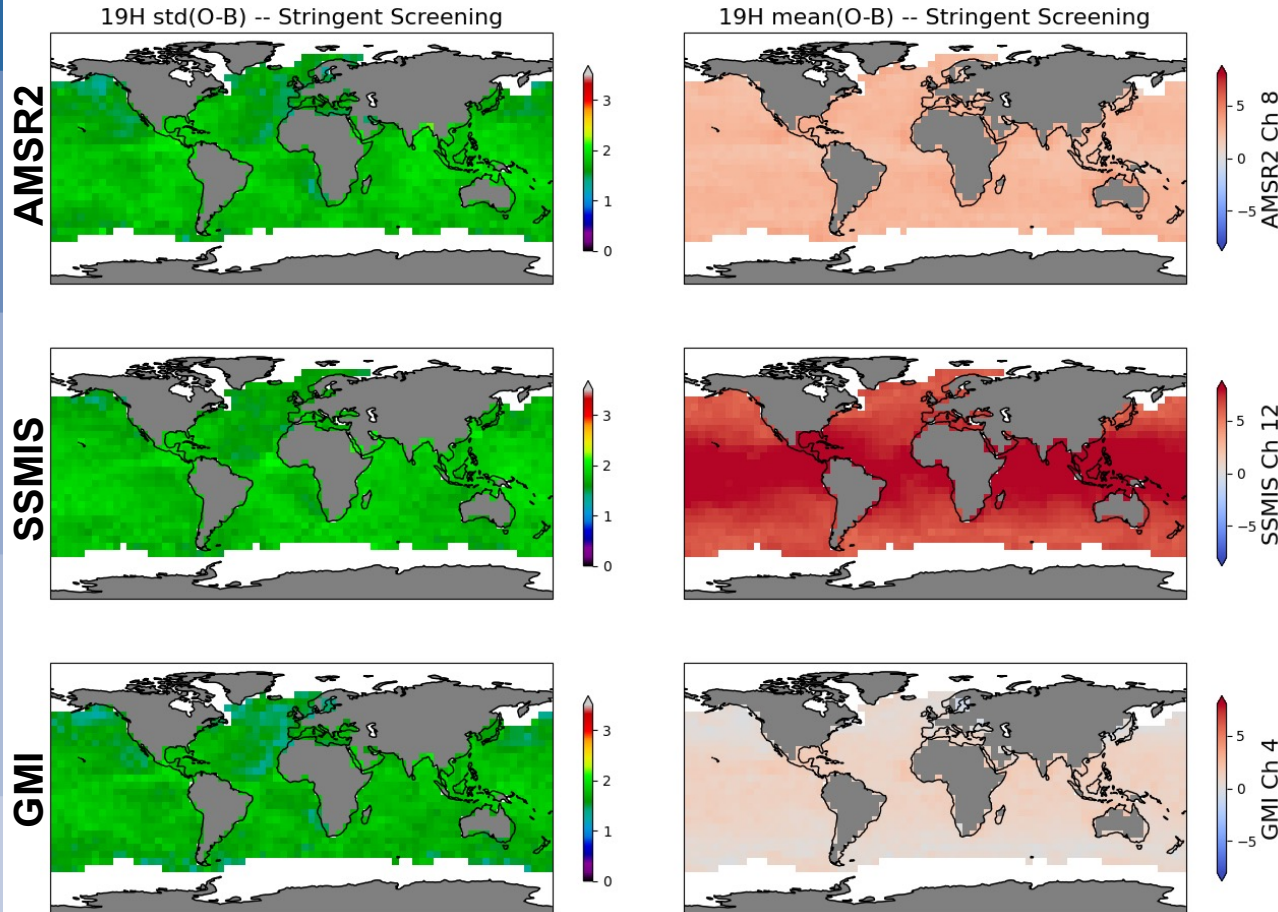 19H std(O-B) -- Stringent Screening
19H mean(O-B) -- Stringent Screening
AMSR2
3
2
1
0
5
0
−5
AMSR2 Ch 8
SSMIS
3
2
1
0
5
0
−5
SSMIS Ch 12
GMI
3
2
1
0
5
0
−5
GMI Ch 4